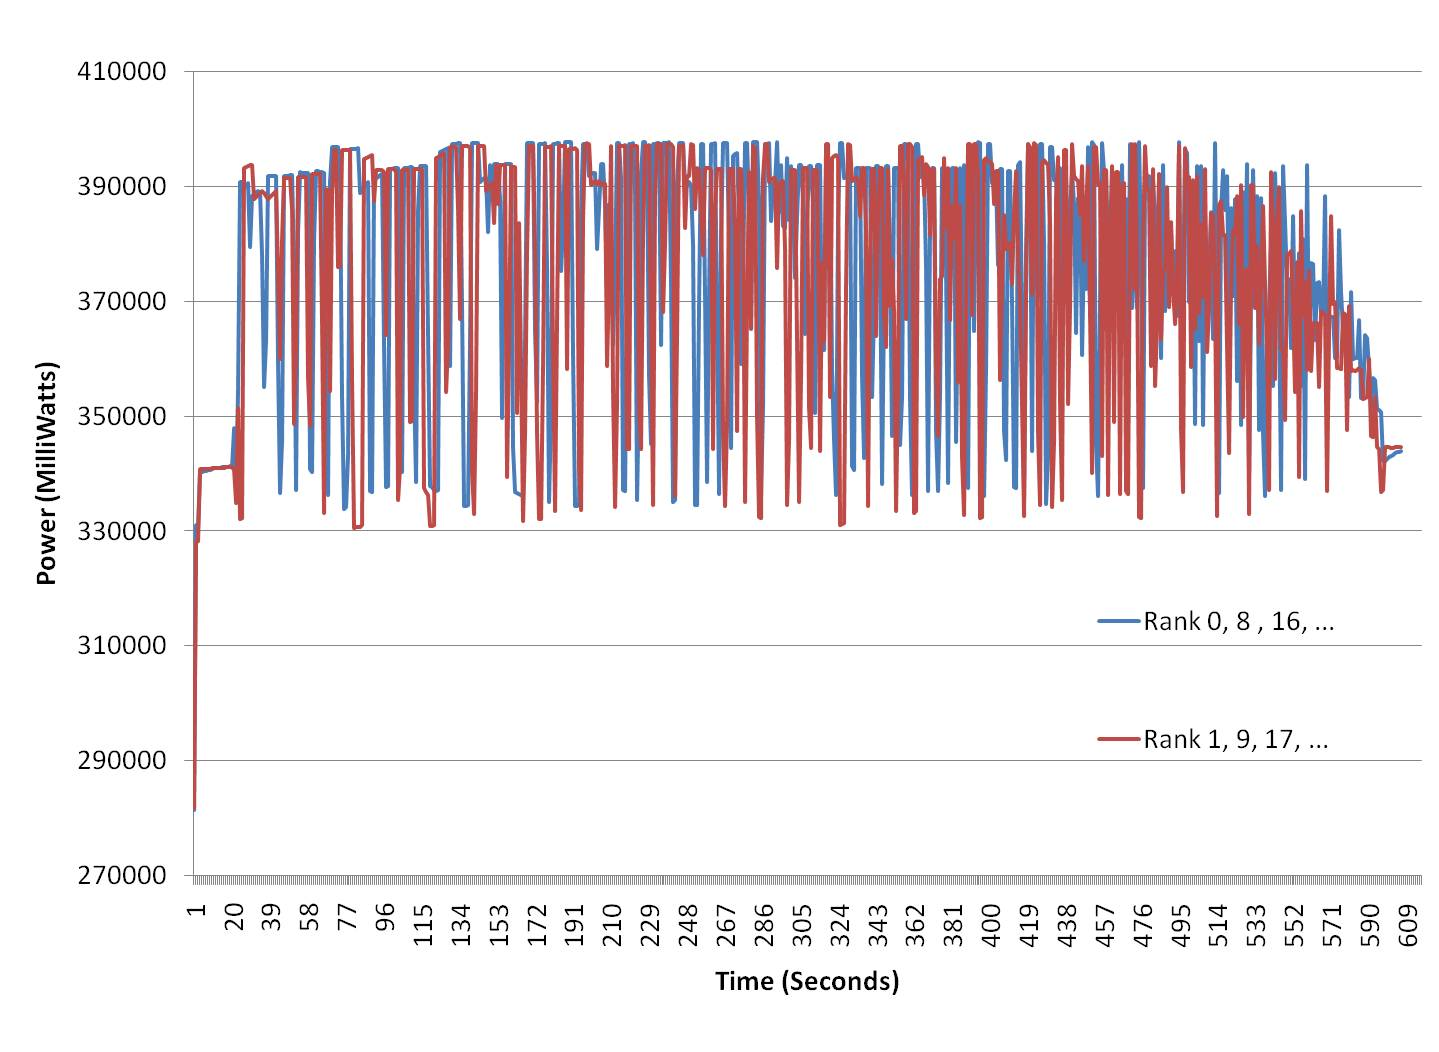 410000
390000
370000
350000
330000
310000
290000
270000
Power (MilliWatts)
Rank 0, 8 , 16, ...
Rank 1, 9, 17, ...
1 20 39 58 77 96 115 134 153 172 191 210 229 248 267 286 305 324 343 362 381 400 419 438 457 476 495 514 533 552 571 590 609
Time (Seconds)